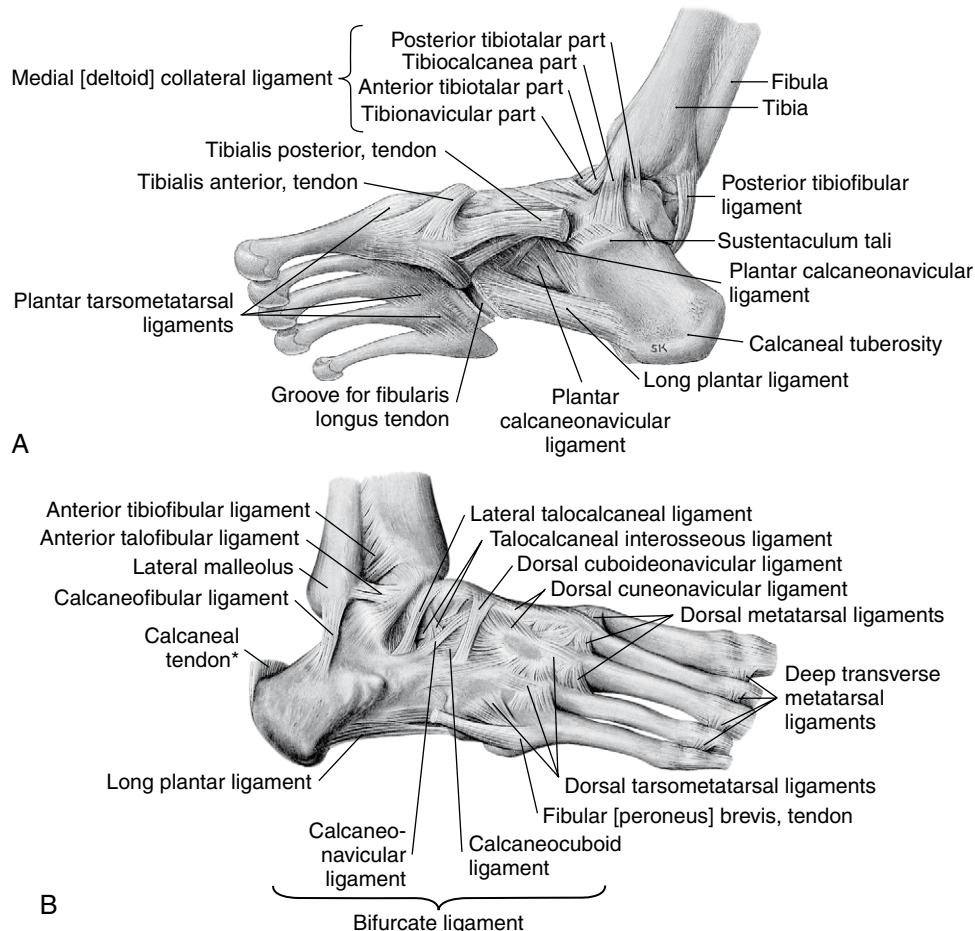 Posterior tibiotalar part
Tibiocalcanea part
Anterior tibiotalar part
Tibionavicular part
Medial [deltoid] collateral ligament
Tibialis posterior, tendon
Tibialis anterior, tendon
Fibula
Tibia
Posterior tibiofibular
ligament
Sustentaculum tali
Plantar calcaneonavicular
ligament
Plantar tarsometatarsal
ligaments
Calcaneal tuberosity
SK
Long plantar ligament
Groove for fibularis
longus tendon
Plantar
calcaneonavicular
ligament
A
Anterior tibiofibular ligament
Anterior talofibular ligament
Lateral malleolus
Calcaneofibular ligament
Calcaneal
tendon*
Lateral talocalcaneal ligament
Talocalcaneal interosseous ligament
Dorsal cuboideonavicular ligament
Dorsal cuneonavicular ligament
Dorsal metatarsal ligaments
Deep transverse
metatarsal
ligaments
Long plantar ligament
Dorsal tarsometatarsal ligaments
Fibular [peroneus] brevis, tendon
Calcaneo-
navicular
ligament
Calcaneocuboid
ligament
B
Bifurcate ligament